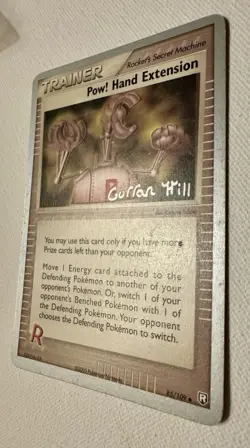 TRAINER
Rocket's Secret Machine
Pow! Hand Extension
Curran Hill
You may use this card only if you have more
Prize cards left than your opponent.
Move 1 Energy card attached to the
Defending Pokémon to another of your
opponent's Pokémon. Or, switch 1 of your
opponent's Benched Pokémon with 1 of
the Defending Pokémon. Your opponent
chooses the Defending Pokémon to switch.
R
85/109
R